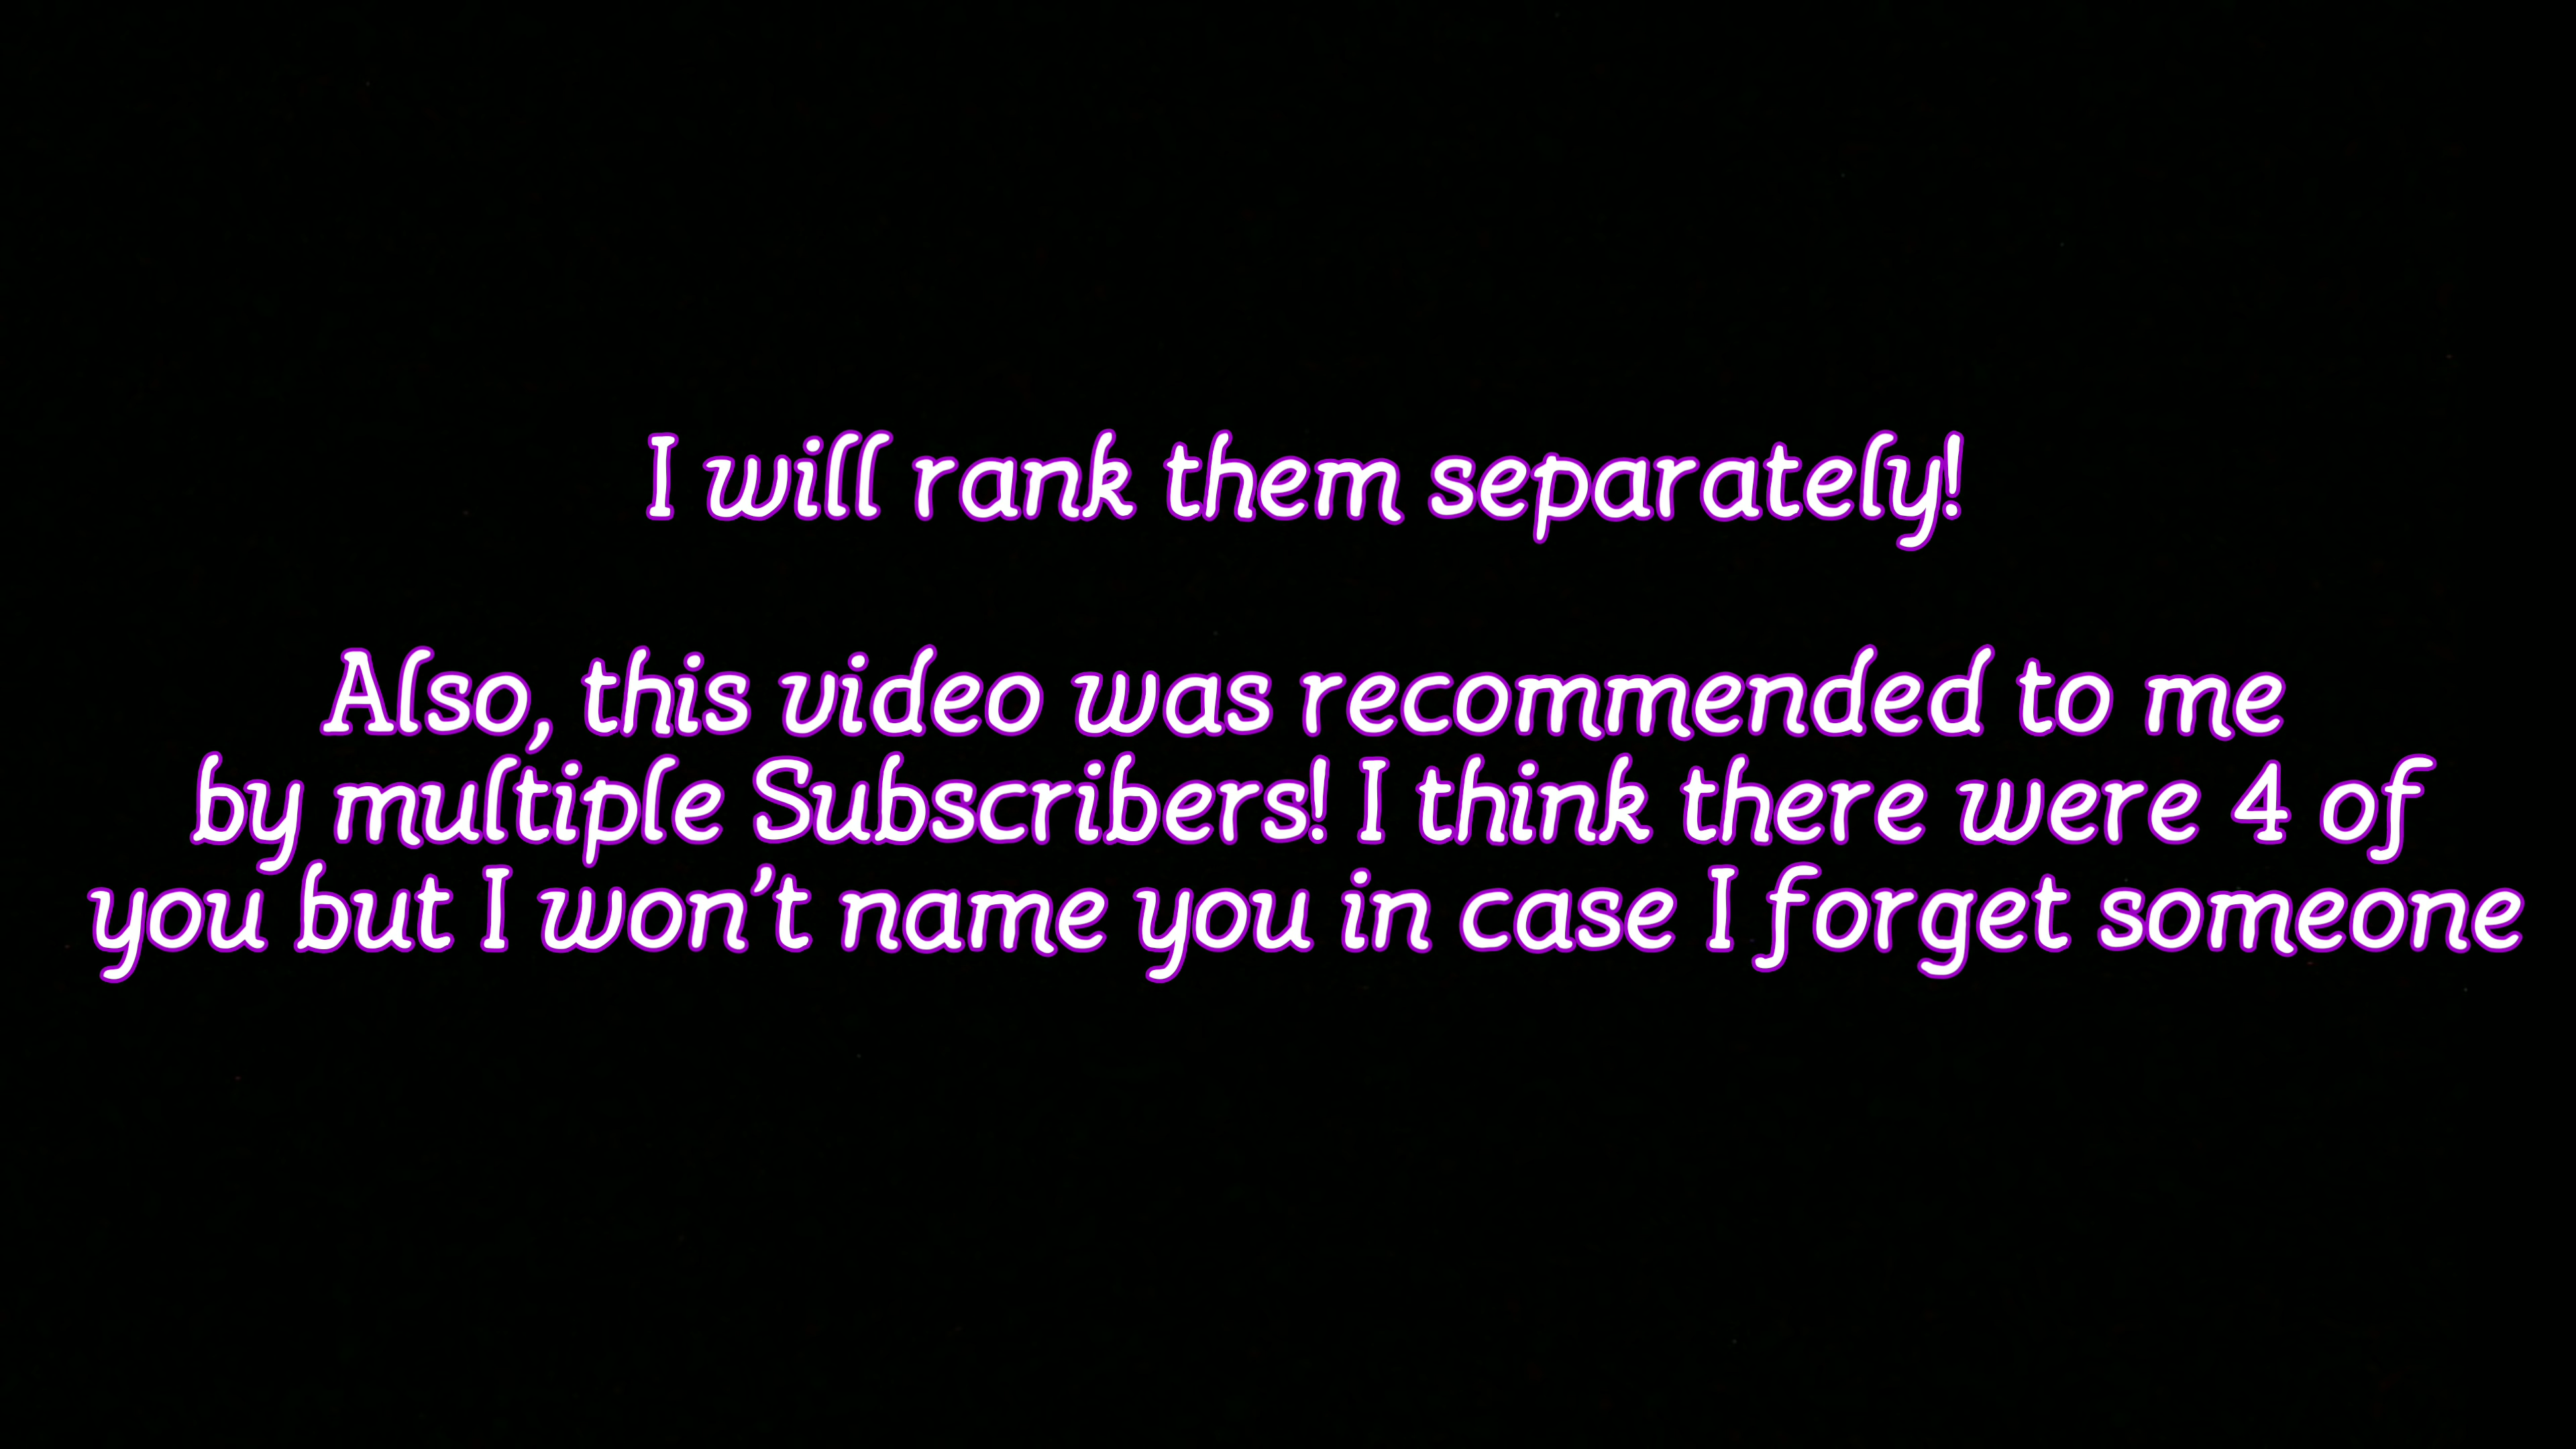 I will rank them separately!
Also, this video was recommended to me
by multiple Subscribers! I think there were 4 of
you but I won't name you in case I forget someone